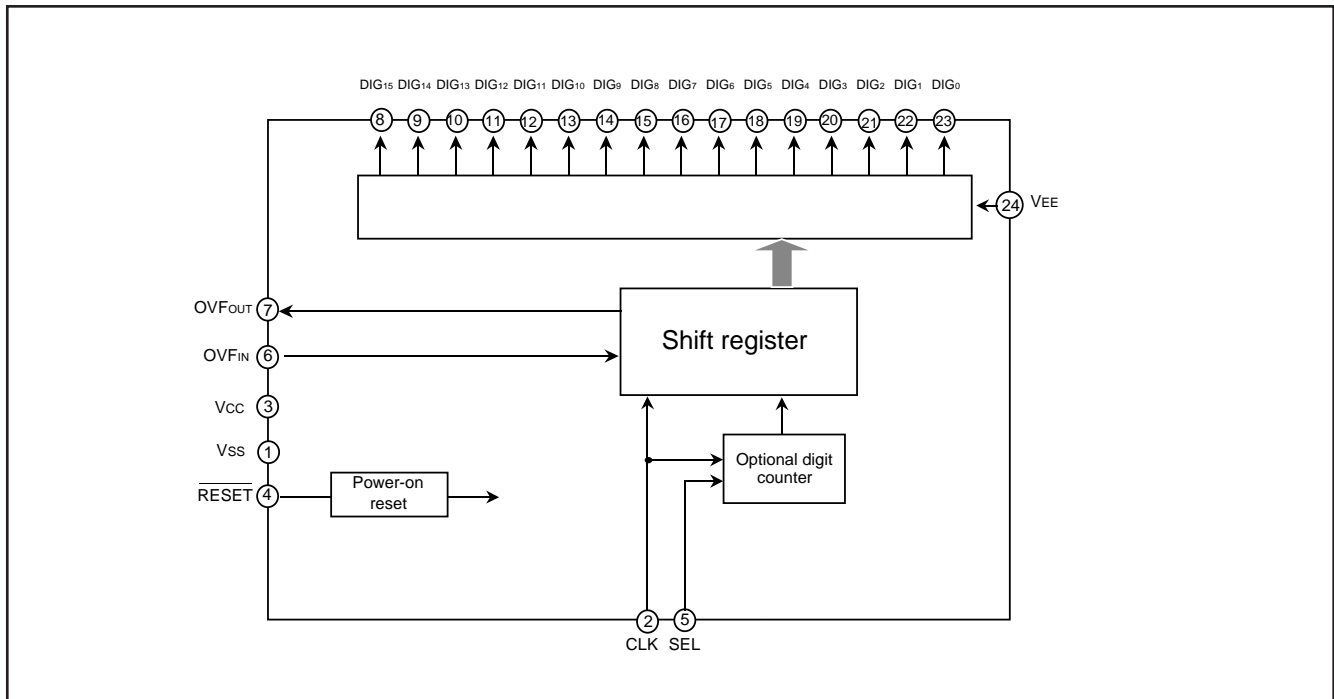 DIG15 DIG14 DIG13 DIG12 DIG11 DIG10 DIG9 DIG8 DIG7 DIG6 DIG5 DIG4 DIG3 DIG2 DIG1 DIG0
8 9 10 11 12 13 14 15 16 17 18 19 20 21 22 23
24 VEE
OVFOUT 7
Shift register
OVFIN 6
VCC 3
VSS 1
Optional digit
counter
RESET 4
Power-on
reset
2 5
CLK SEL